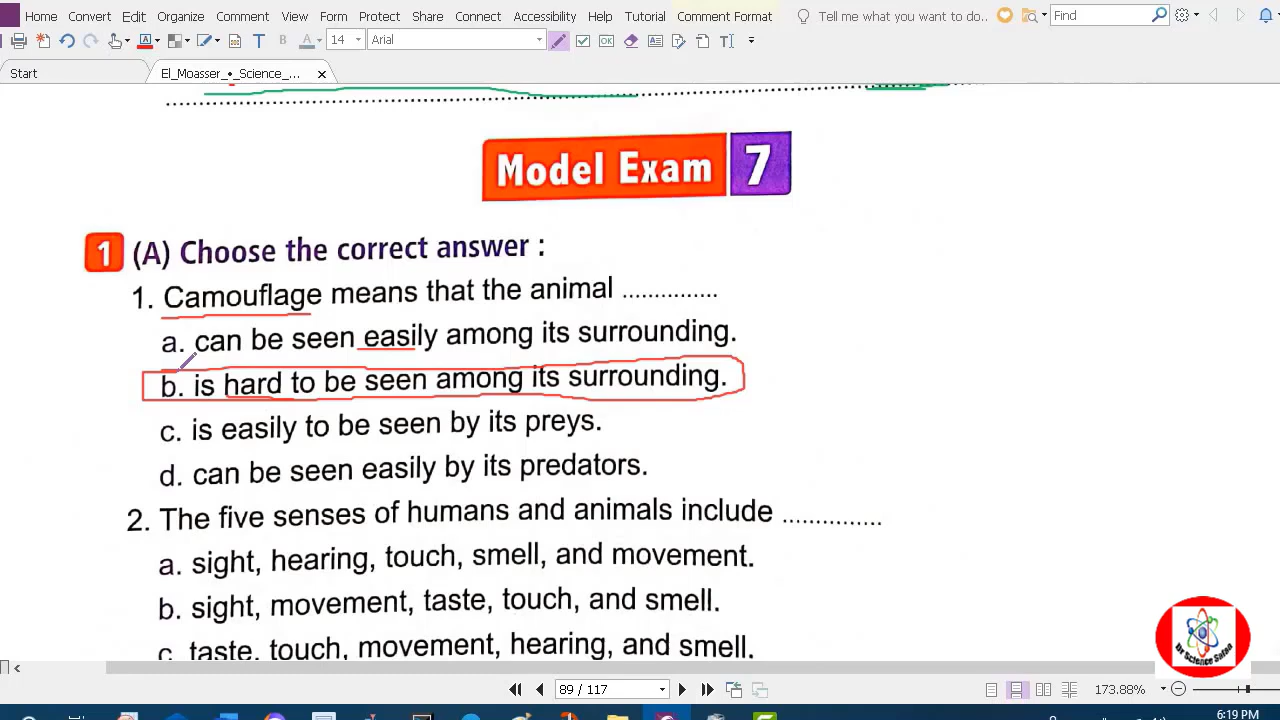 File Home Convert Edit Organize Comment View Form Protect Share Connect Accessibility Help Tutorial Comment Format Tell me what you want to do.. Find
14 Arial
Start El_Moasser_•_Science_...
Model Exam 7
1 (A) Choose the correct answer :
1. Camouflage means that the animal ...............
a. can be seen easily among its surrounding.
b. is hard to be seen among its surrounding.
c. is easily to be seen by its preys.
d. can be seen easily by its predators.
2. The five senses of humans and animals include ...............
a. sight, hearing, touch, smell, and movement.
b. sight, movement, taste, touch, and smell.
c. taste, touch, movement, hearing, and smell.
Dr Science Safaa
89 / 117 173.88%
6:19 PM